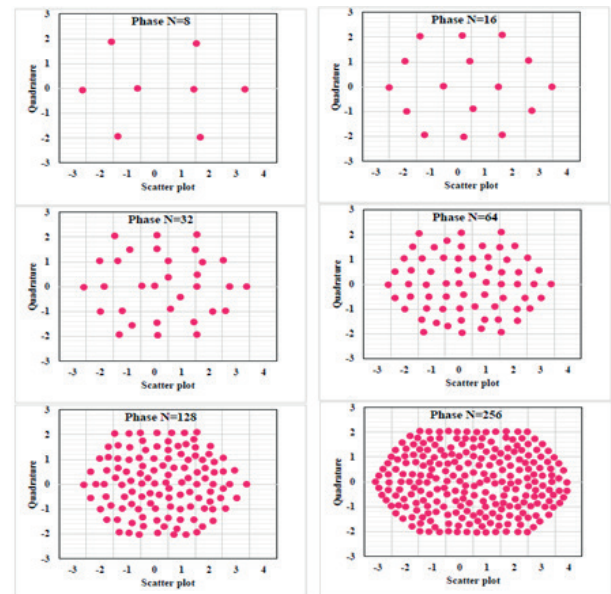 Phase N=8
3
2
1
0
-1
-2
-3
Quadrature
-3 -2 -1 0 1 2 3 4
Scatter plot
Phase N=16
3
2
1
0
-1
-2
-3
Quadrature
-3 -2 -1 0 1 2 3 4
Scatter plot
Phase N=32
3
2
1
0
-1
-2
-3
Quadrature
-3 -2 -1 0 1 2 3 4
Scatter plot
Phase N=64
3
2
1
0
-1
-2
-3
Quadrature
-3 -2 -1 0 1 2 3 4
Scatter plot
Phase N=128
3
2
1
0
-1
-2
-3
Quadrature
-3 -2 -1 0 1 2 3 4
Scatter plot
Phase N=256
3
2
1
0
-1
-2
-3
Quadrature
-3 -2 -1 0 1 2 3 4
Scatter plot